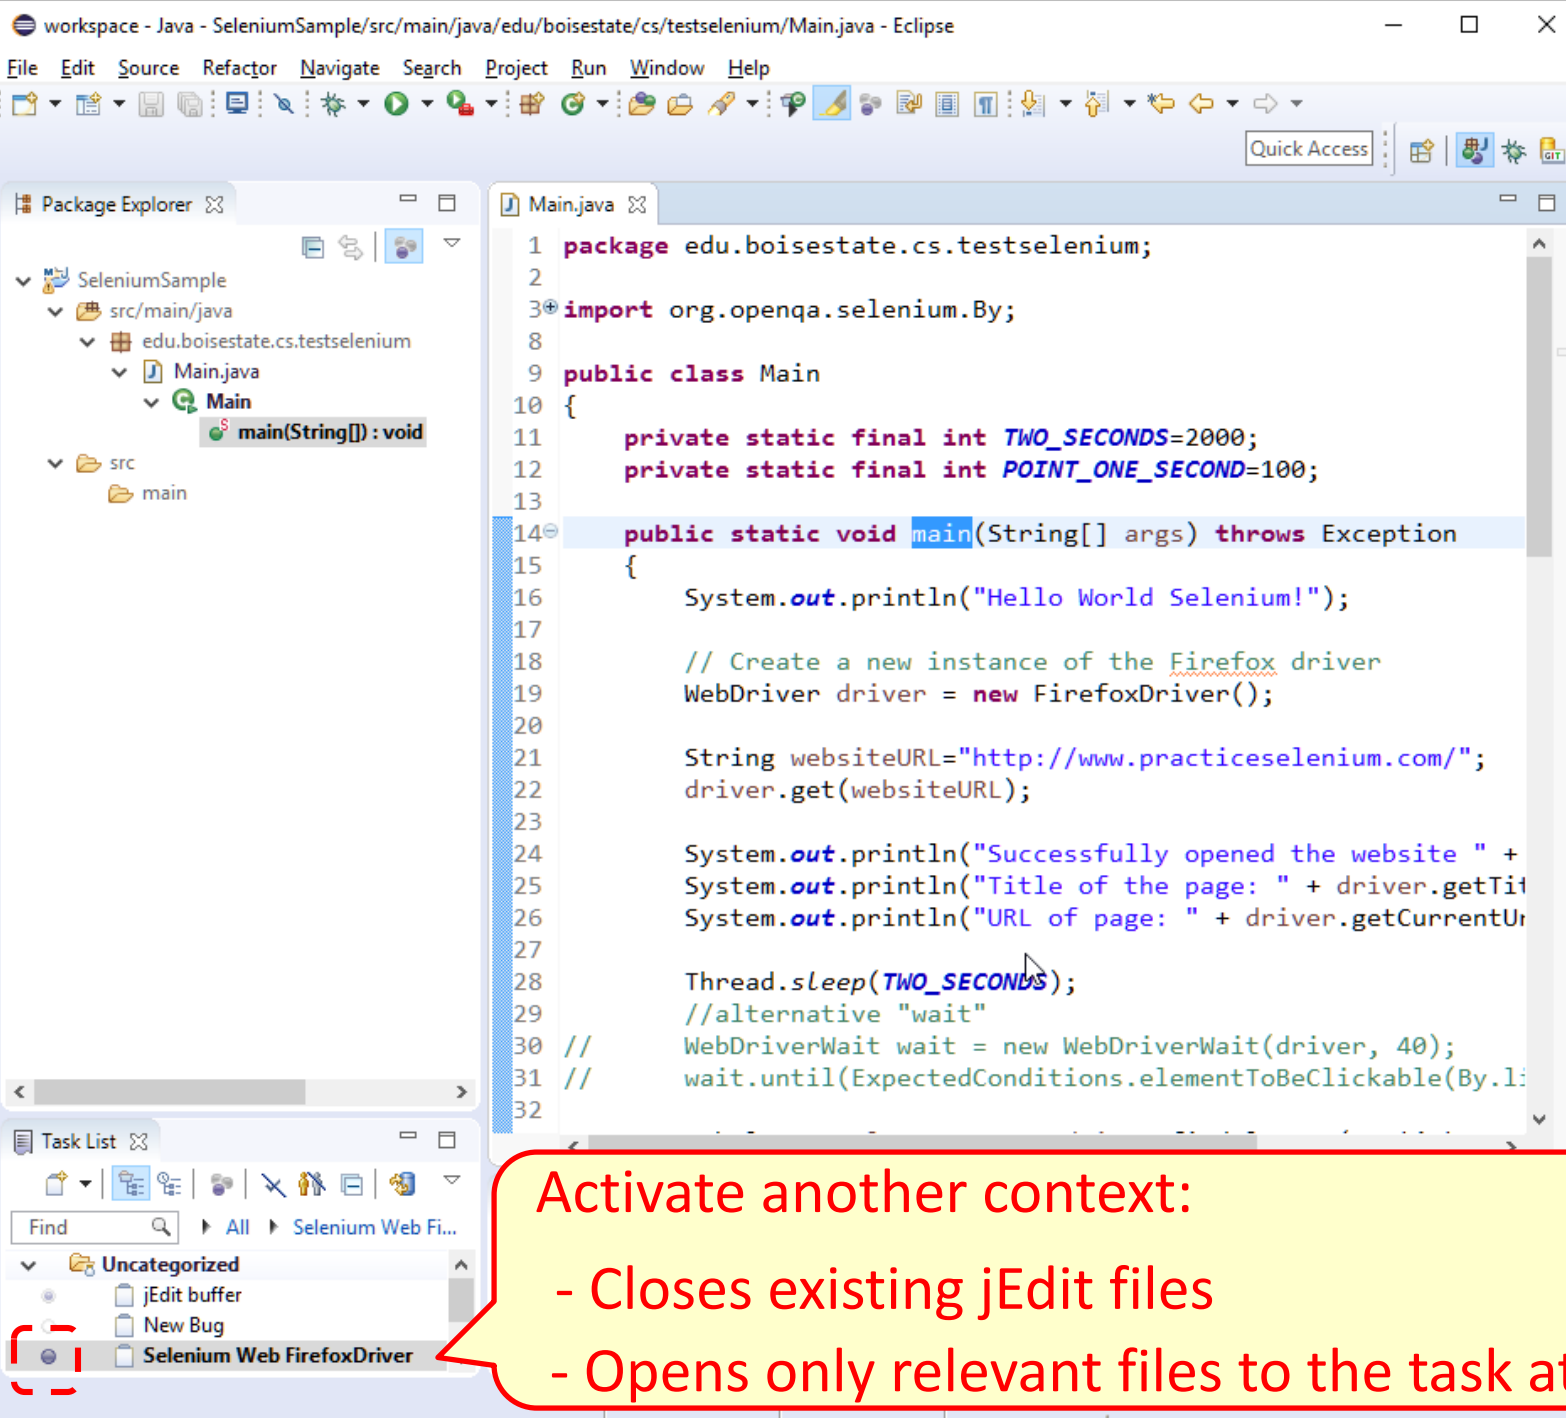 workspace - Java - SeleniumSample/src/main/java/edu/boisestate/cs/testselenium/Main.java - Eclipse
File Edit Source Refactor Navigate Search Project Run Window Help
Quick Access
GIT
Package Explorer
SeleniumSample
src/main/java
edu.boisestate.cs.testselenium
Main.java
Main
main(String[]) : void
src
main
Main.java
1 package edu.boisestate.cs.testselenium;
2
3 import org.openqa.selenium.By;
8
9 public class Main
10 {
11 private static final int TWO_SECONDS=2000;
12 private static final int POINT_ONE_SECOND=100;
13
14 public static void main(String[] args) throws Exception
15 {
16 System.out.println("Hello World Selenium!");
17
18 // Create a new instance of the Firefox driver
19 WebDriver driver = new FirefoxDriver();
20
21 String websiteURL="http://www.practiceselenium.com/";
22 driver.get(websiteURL);
23
24 System.out.println("Successfully opened the website " +
25 System.out.println("Title of the page: " + driver.getTit
26 System.out.println("URL of page: " + driver.getCurrentUr
27
28 Thread.sleep(TWO_SECONDS);
29 //alternative "wait"
30 // WebDriverWait wait = new WebDriverWait(driver, 40);
31 // wait.until(ExpectedConditions.elementToBeClickable(By.li
32
Task List
Find All Selenium Web Fi...
Uncategorized
jEdit buffer
New Bug
Selenium Web FirefoxDriver
Activate another context:
- Closes existing jEdit files
- Opens only relevant files to the task at